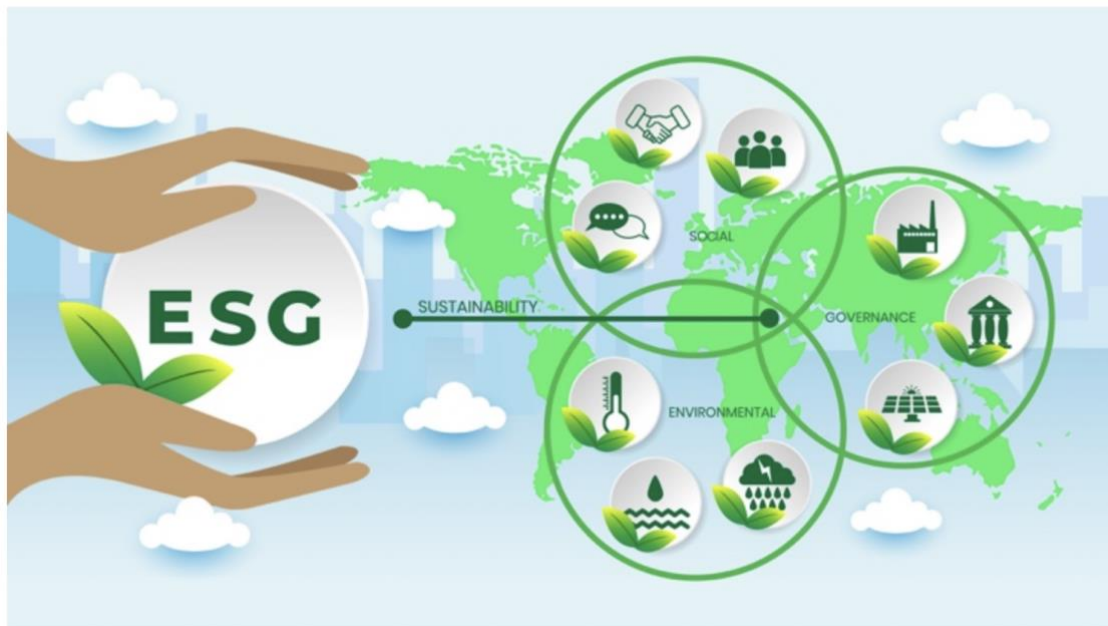 ESG
SUSTAINABILITY
SOCIAL
GOVERNANCE
ENVIRONMENTAL